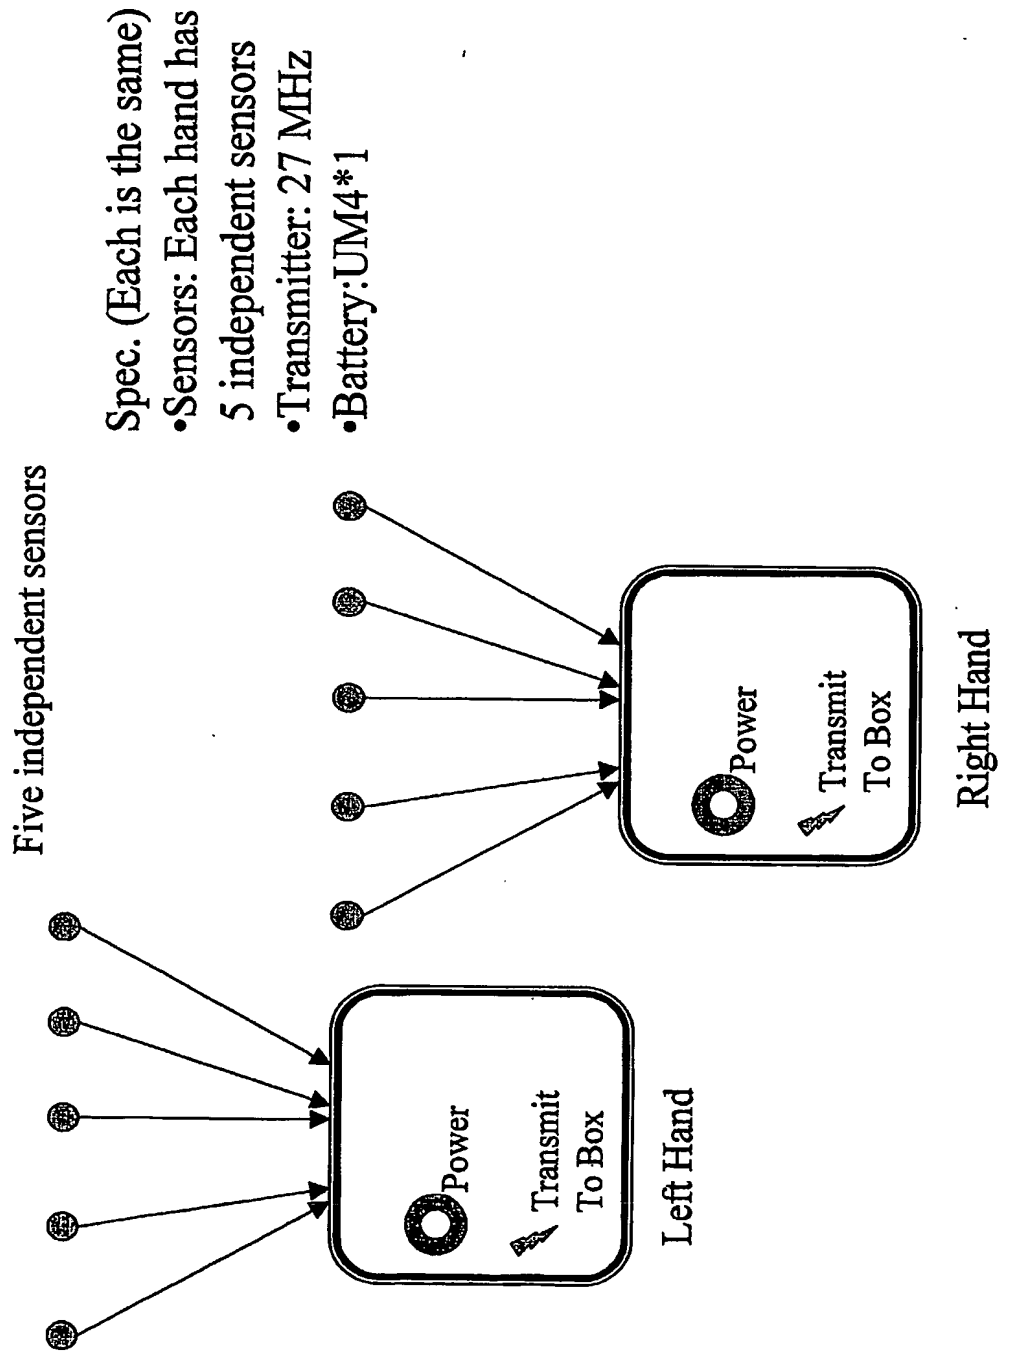 Five independent sensors
Spec. (Each is the same)
•Sensors: Each hand has
5 independent sensors
•Transmitter: 27 MHz
•Battery:UM4*1
Power
Transmit
To Box
Left Hand
Power
Transmit
To Box
Right Hand